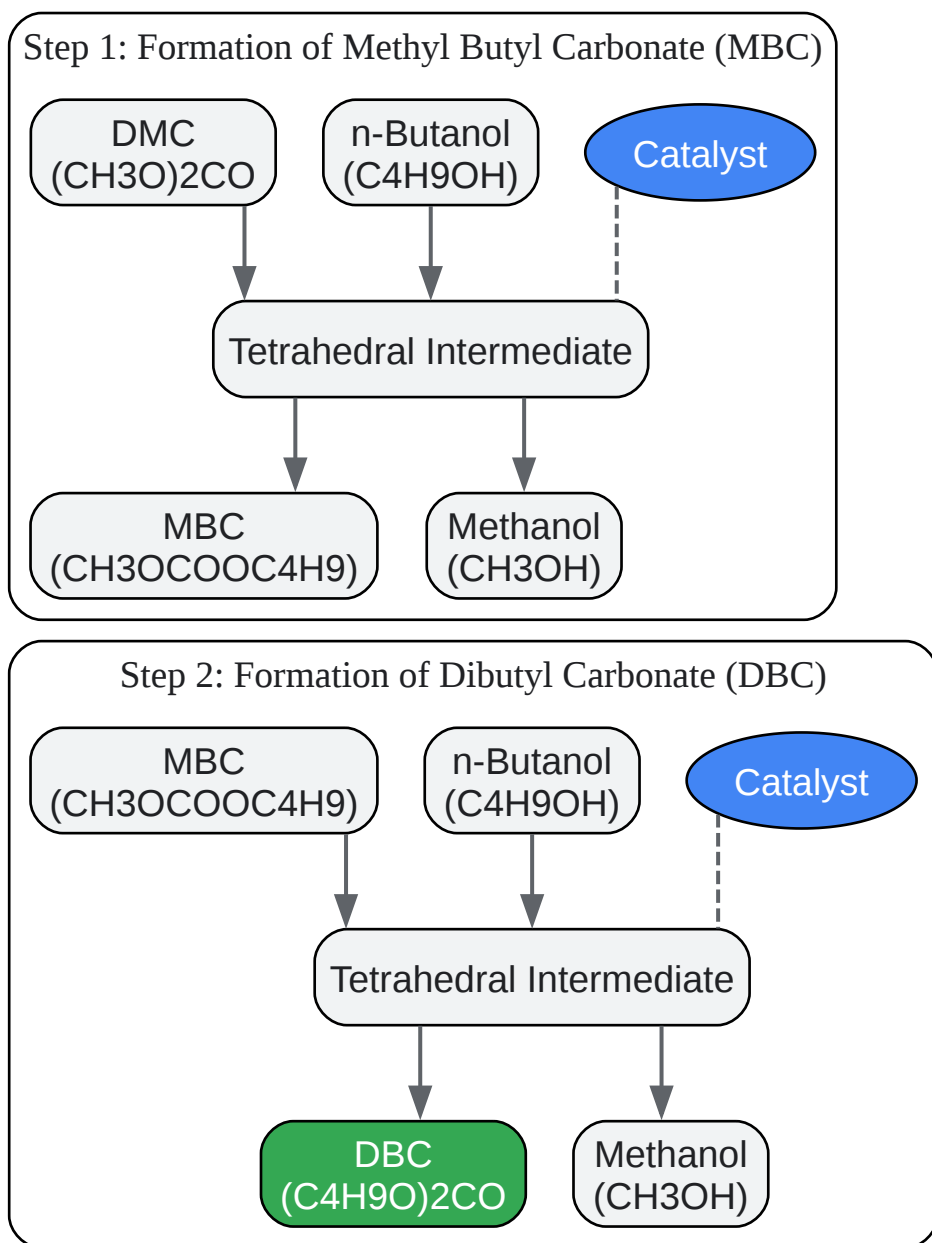 Step 1: Formation of Methyl Butyl Carbonate (MBC)
DMC
(CH3O)2CO
n-Butanol
(C4H9OH)
Catalyst
Tetrahedral Intermediate
MBC
(CH3OCOOC4H9)
Methanol
(CH3OH)
Step 2: Formation of Dibutyl Carbonate (DBC)
MBC
(CH3OCOOC4H9)
n-Butanol
(C4H9OH)
Catalyst
Tetrahedral Intermediate
DBC
(C4H9O)2CO
Methanol
(CH3OH)